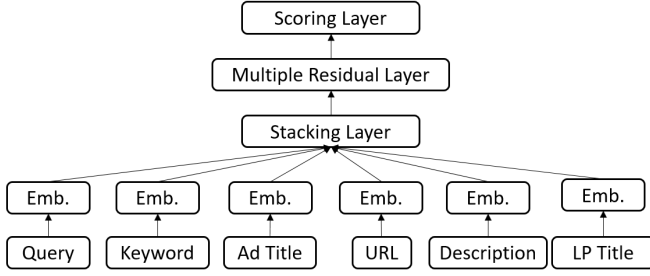 Scoring Layer
Multiple Residual Layer
Stacking Layer
Emb. Emb. Emb. Emb. Emb. Emb.
Query Keyword Ad Title URL Description LP Title